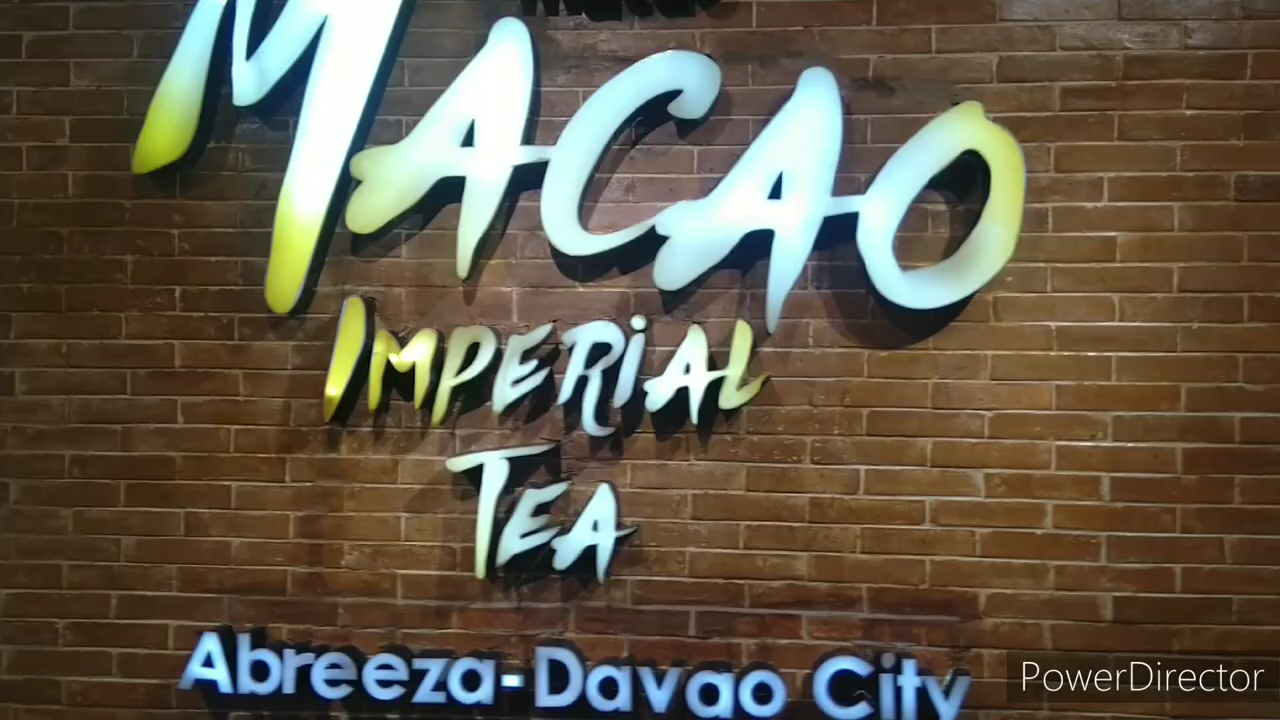 MACAO
IMPERiAL
TEA
Abreeza-Davao City
PowerDirector